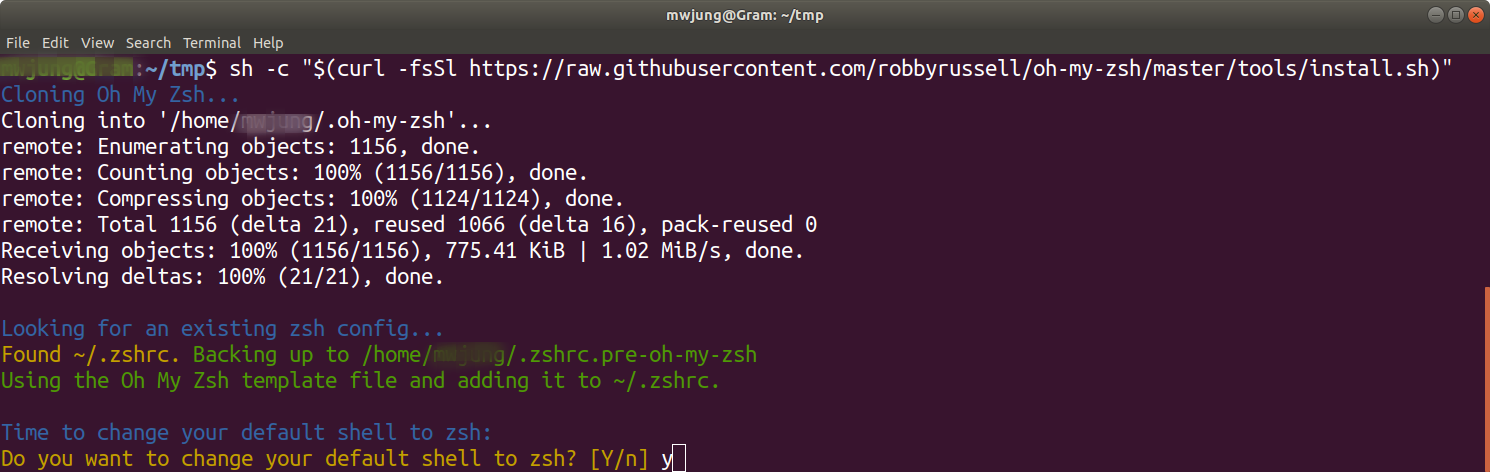 mwjung@Gram: ~/tmp
File Edit View Search Terminal Help
:~/tmp$ sh -c "$(curl -fsSl https://raw.githubusercontent.com/robbyrussell/oh-my-zsh/master/tools/install.sh)"
Cloning Oh My Zsh...
Cloning into '/home/ /.oh-my-zsh'...
remote: Enumerating objects: 1156, done.
remote: Counting objects: 100% (1156/1156), done.
remote: Compressing objects: 100% (1124/1124), done.
remote: Total 1156 (delta 21), reused 1066 (delta 16), pack-reused 0
Receiving objects: 100% (1156/1156), 775.41 KiB | 1.02 MiB/s, done.
Resolving deltas: 100% (21/21), done.
Looking for an existing zsh config...
Found ~/.zshrc. Backing up to /home/ /.zshrc.pre-oh-my-zsh
Using the Oh My Zsh template file and adding it to ~/.zshrc.
Time to change your default shell to zsh:
Do you want to change your default shell to zsh? [Y/n] y